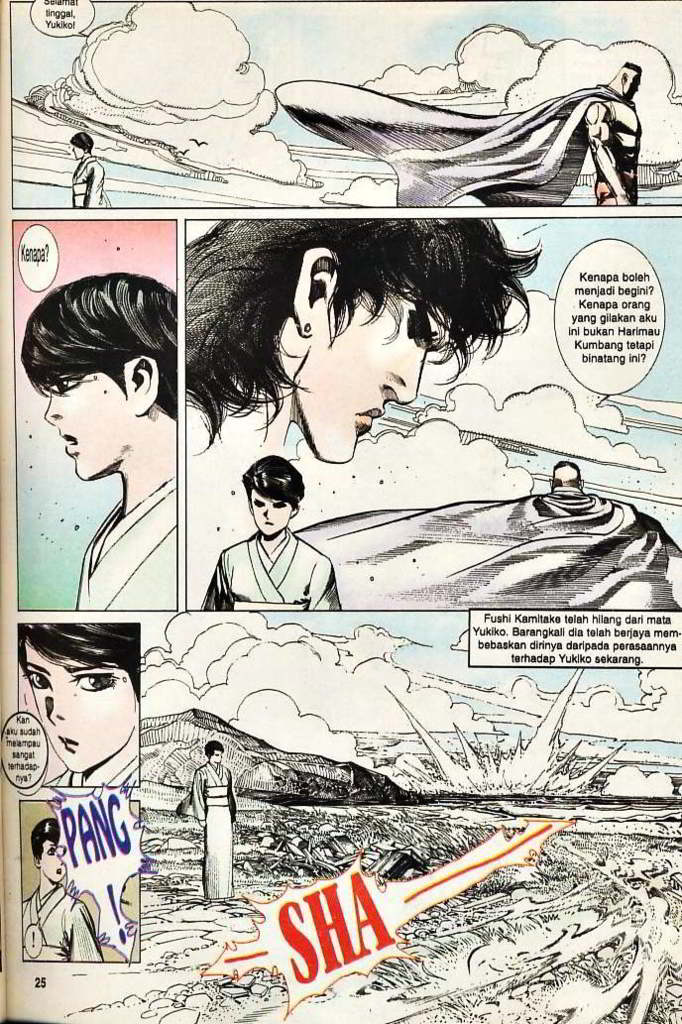 Selamat
tinggal,
Yukiko!
Kenapa?
Kenapa boleh
menjadi begini?
Kenapa orang
yang gilakan aku
ini bukan Harimau
Kumbang tetapi
binatang ini?
Fushi Kamitake telah hilang dari mata
Yukiko. Barangkali dia telah berjaya mem-
bebaskan dirinya daripada perasaannya
terhadap Yukiko sekarang.
Kan
aku sudah
melampau
sangat
terhadap-
nya?
PANG
!
!
SHA
25